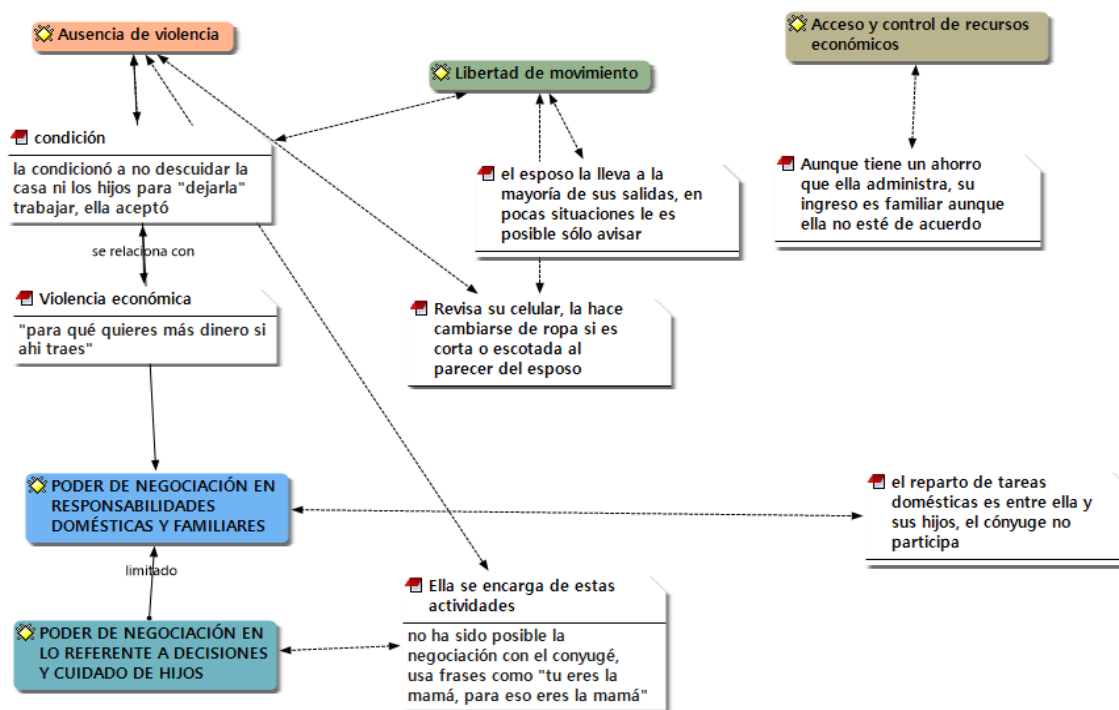 Ausencia de violencia
Acceso y control de recursos
económicos
Libertad de movimiento
condición
la condicionó a no descuidar la
casa ni los hijos para "dejarla"
trabajar, ella aceptó
el esposo la lleva a la
mayoría de sus salidas, en
pocas situaciones le es
posible sólo avisar
Aunque tiene un ahorro
que ella administra, su
ingreso es familiar aunque
ella no esté de acuerdo
se relaciona con
Violencia económica
"para qué quieres más dinero si
ahi traes"
Revisa su celular, la hace
cambiarse de ropa si es
corta o escotada al
parecer del esposo
PODER DE NEGOCIACIÓN EN
RESPONSABILIDADES
DOMÉSTICAS Y FAMILIARES
el reparto de tareas
domésticas es entre ella y
sus hijos, el cónyuge no
participa
limitado
Ella se encarga de estas
actividades
no ha sido posible la
negociación con el conyugé,
usa frases como "tu eres la
mamá, para eso eres la mamá"
PODER DE NEGOCIACIÓN EN
LO REFERENTE A DECISIONES
Y CUIDADO DE HIJOS